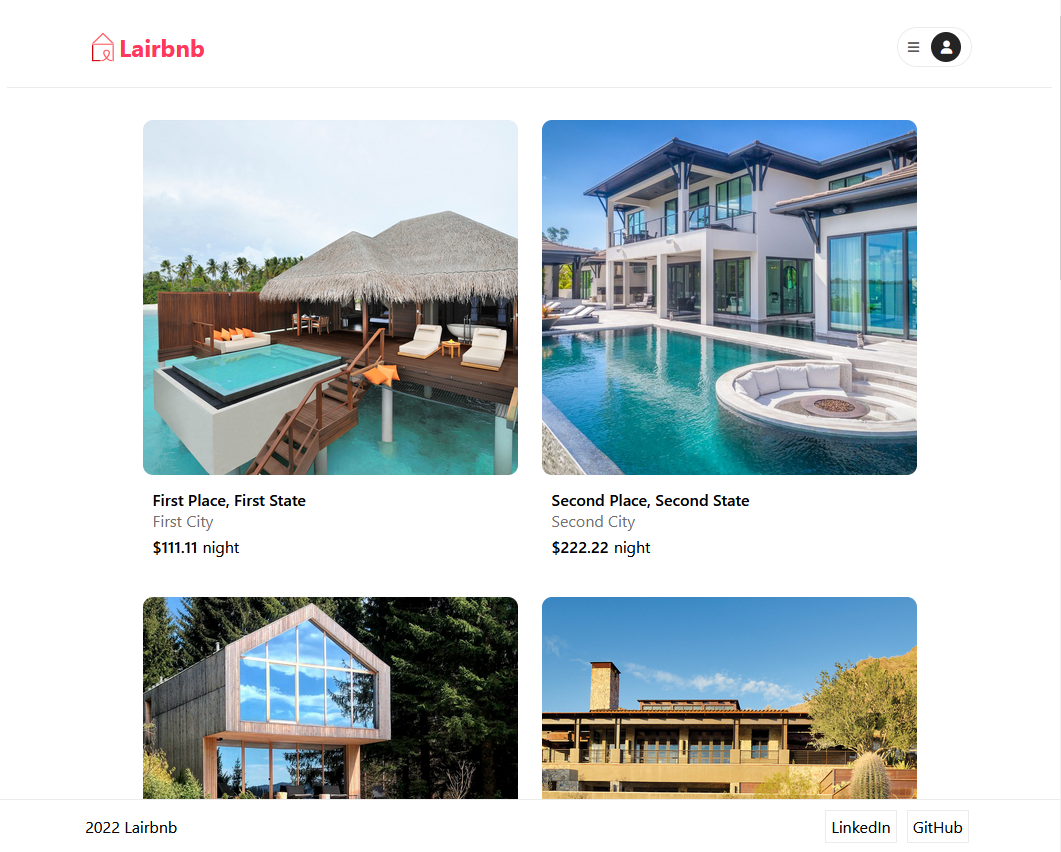 Lairbnb
First Place, First State
First City
$111.11 night
Second Place, Second State
Second City
$222.22 night
2022 Lairbnb
LinkedIn
GitHub